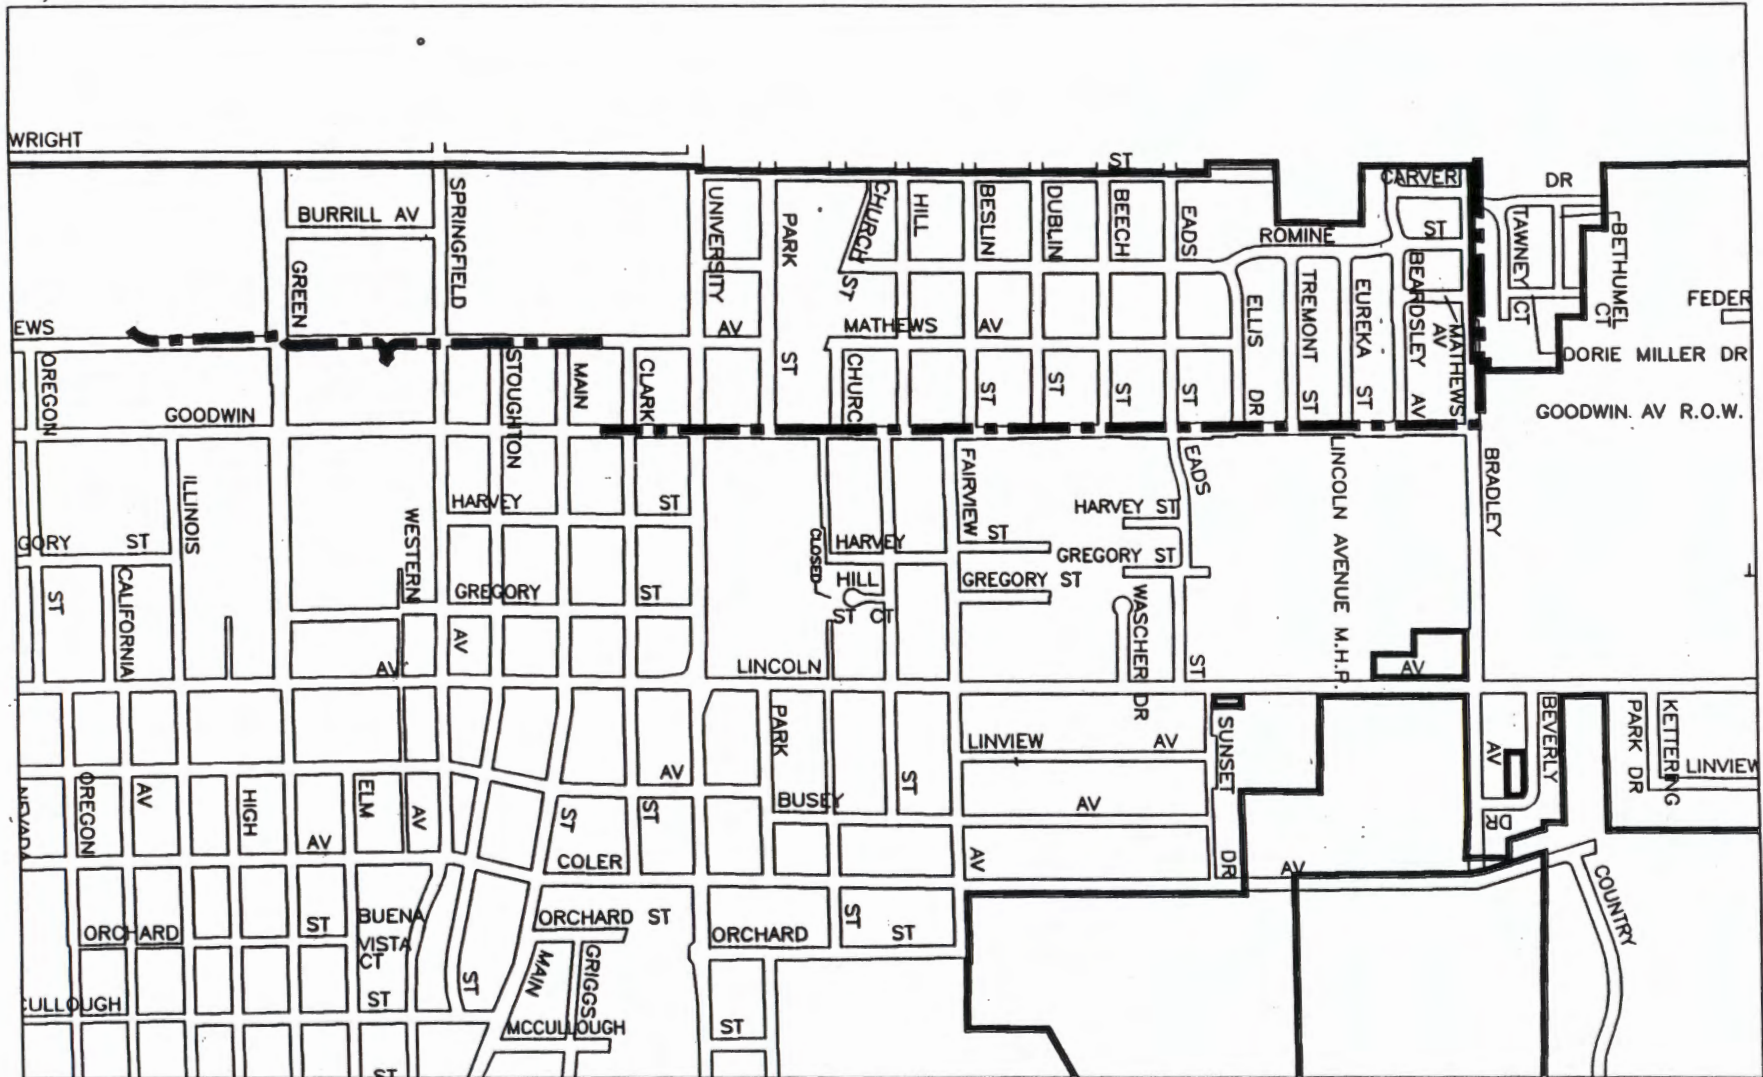 WRIGHT
ST
CARVER
DR
BURRILL AV
SPRINGFIELD
UNIVERSITY
PARK
CHURCH
ST
HILL
BESLIN
DUBLIN
BEECH
EADS
ROMINE
ST
TAWNEY
CT
BETHUMEL
CT
GREEN
ELLIS
DR
TREMONT
ST
EUREKA
ST
BEARDSLEY
AV
MATHEWS
AV
FEDER
EWS
AV
MATHEWS
AV
DORIE MILLER DR
OREGON
STOUGHTON
MAIN
CLARK
ST
CHURCH
ST
ST
ST
ST
GOODWIN
GOODWIN AV R.O.W.
ILLINOIS
FAIRVIEW
EADS
LINCOLN AVENUE M.H.P.
BRADLEY
HARVEY
ST
HARVEY ST
WESTERN
CLOSED
GORY
ST
HARVEY
ST
GREGORY ST
ST
CALIFORNIA
GREGORY
ST
HILL
ST CT
GREGORY ST
WASCHER DR
AV
AV
LINCOLN
ST
AV
PARK
LINVIEW
AV
SUNSET
DR
AV
BEVERLY
DR
PARK DR
KETTERING
LINVIEW
OREGON
AV
HIGH
ELM
AV
AV
ST
BUSEY
ST
AV
AV
ST
COLER
AV
AV
COUNTRY
ORCHARD
ST
BUENA
VISTA
CT
ORCHARD ST
ORCHARD
ST
ST
MAIN
GRIGGS
ST
CULLOUGH
ST
MCCULLOUGH
ST
ST